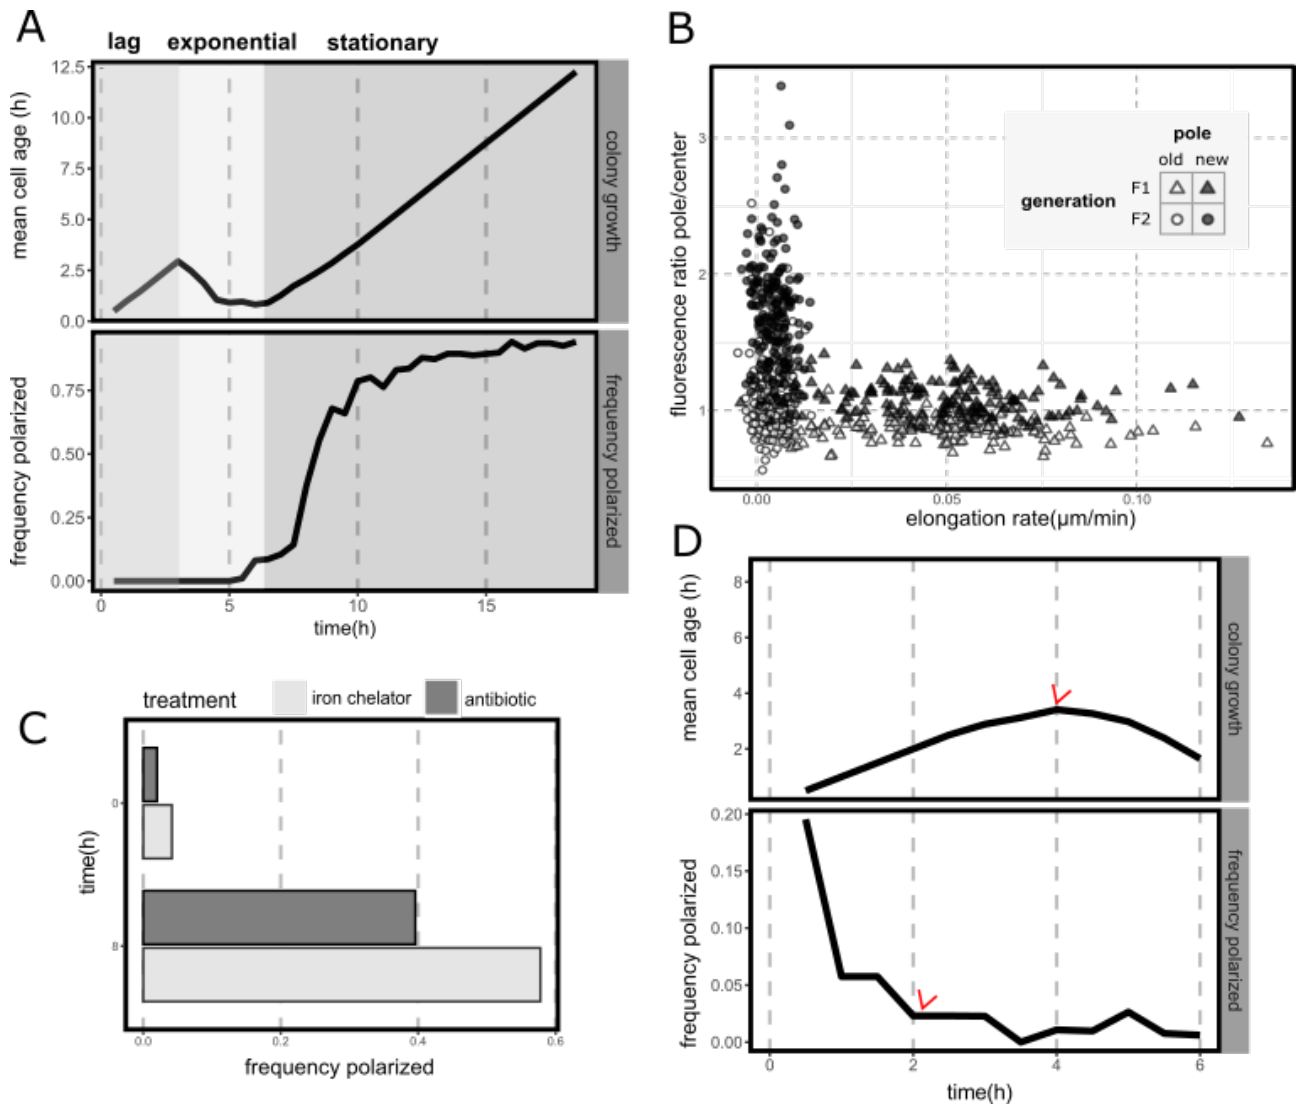 A
lag exponential stationary
mean cell age (h)
12.5
10.0
7.5
5.0
2.5
0.0
colony growth
frequency polarized
0.75
0.50
0.25
0.00
frequency polarized
0 5 10 15
time(h)
B
fluorescence ratio pole/center
3
2
1
pole
old new
generation
F1
F2
0.00 0.05 0.10
elongation rate(µm/min)
C
treatment iron chelator antibiotic
time(h)
0
8
0.0 0.2 0.4 0.6
frequency polarized
D
mean cell age (h)
8
6
4
2
colony growth
frequency polarized
0.20
0.15
0.10
0.05
0.00
frequency polarized
0 2 4 6
time(h)